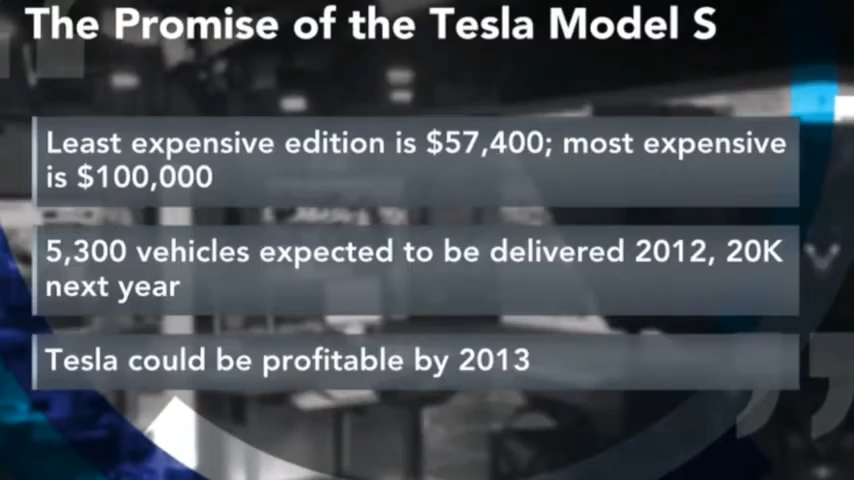 The Promise of the Tesla Model S
Least expensive edition is $57,400; most expensive
is $100,000
5,300 vehicles expected to be delivered 2012, 20K
next year
Tesla could be profitable by 2013